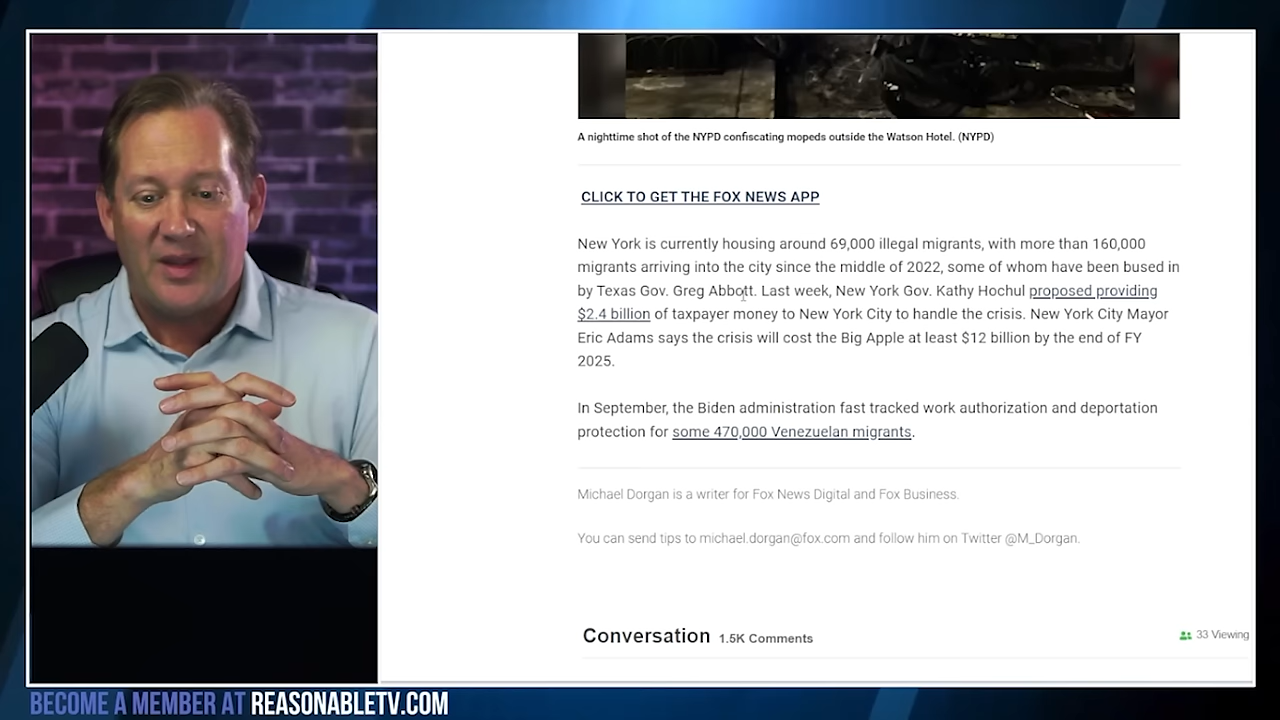 A nighttime shot of the NYPD confiscating mopeds outside the Watson Hotel. (NYPD)
CLICK TO GET THE FOX NEWS APP
New York is currently housing around 69,000 illegal migrants, with more than 160,000
migrants arriving into the city since the middle of 2022, some of whom have been bused in
by Texas Gov. Greg Abbott. Last week, New York Gov. Kathy Hochul proposed providing
$2.4 billion of taxpayer money to New York City to handle the crisis. New York City Mayor
Eric Adams says the crisis will cost the Big Apple at least $12 billion by the end of FY
2025.
In September, the Biden administration fast tracked work authorization and deportation
protection for some 470,000 Venezuelan migrants.
Michael Dorgan is a writer for Fox News Digital and Fox Business.
You can send tips to michael.dorgan@fox.com and follow him on Twitter @M_Dorgan.
Conversation 1.5K Comments
33 Viewing
BECOME A MEMBER AT REASONABLETV.COM